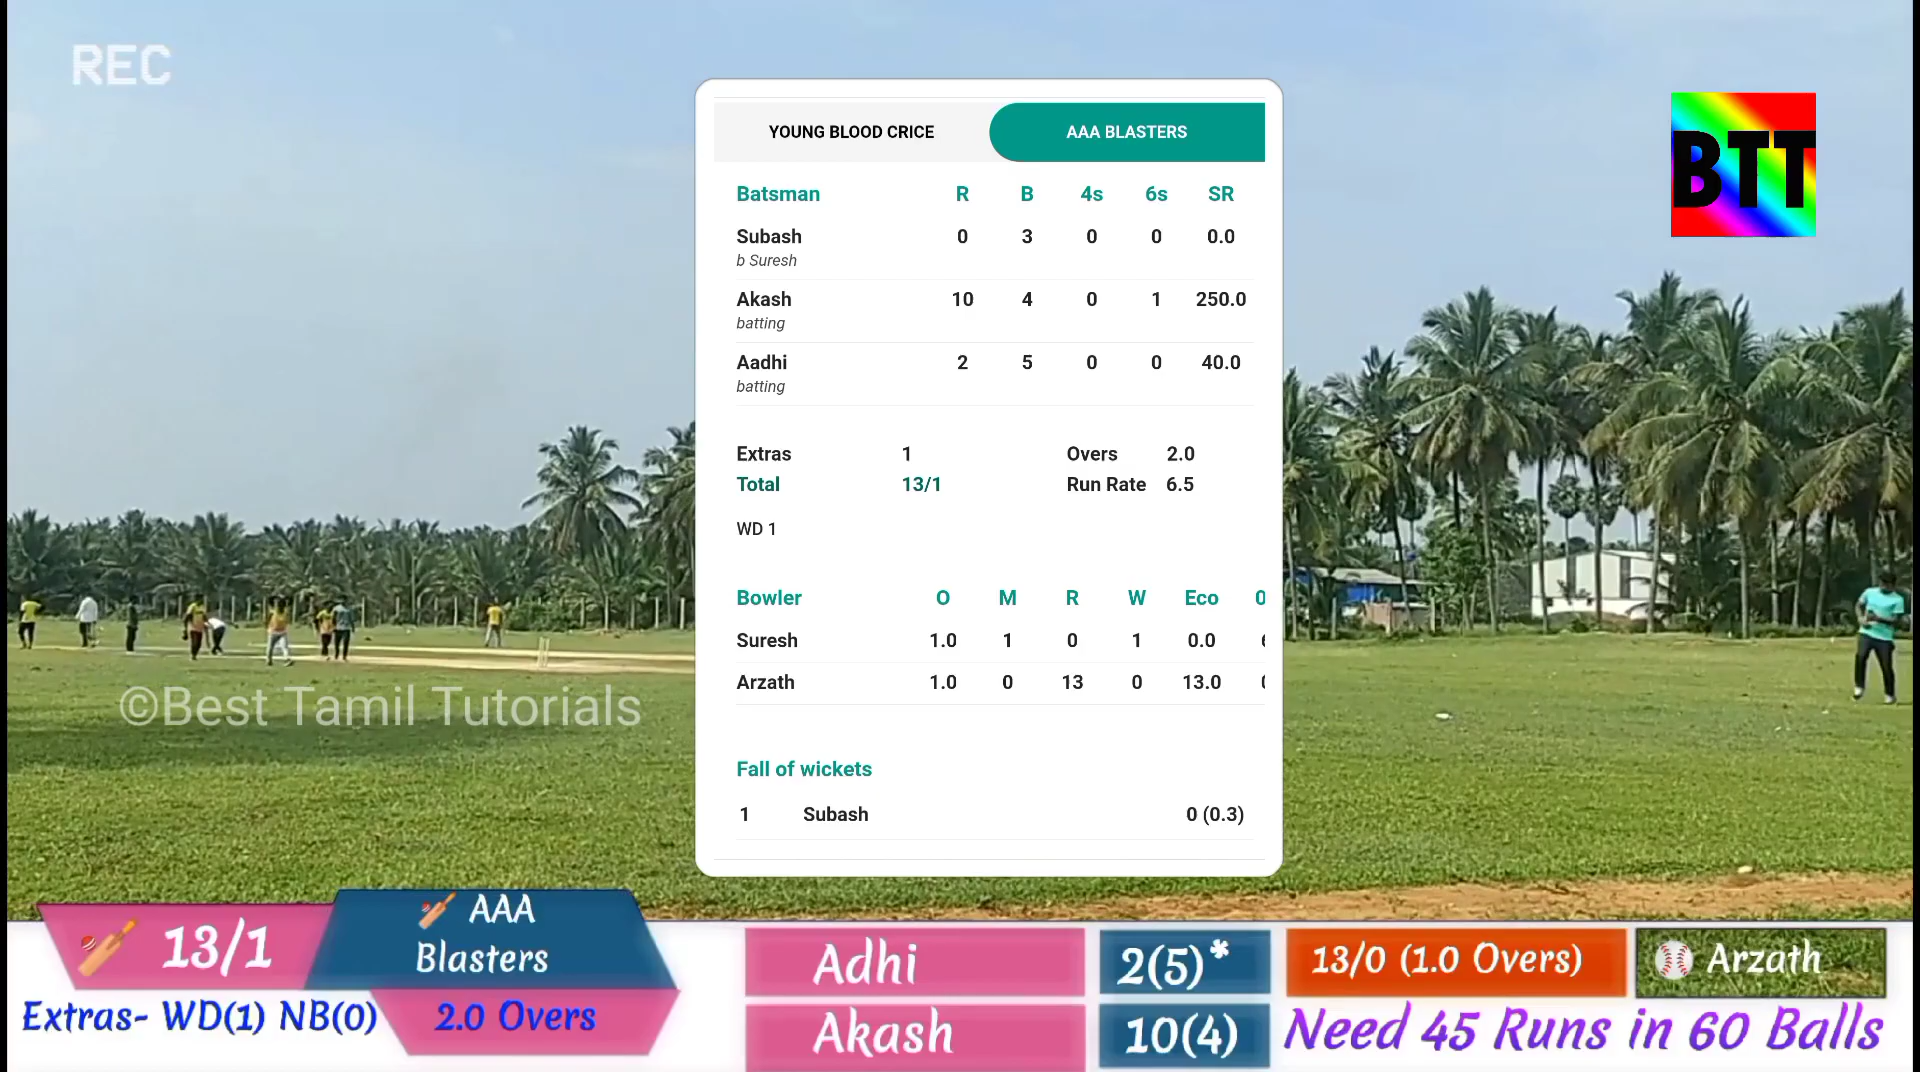 REC
BTT
YOUNG BLOOD CRICE AAA BLASTERS
Batsman R B 4s 6s SR
Subash 0 3 0 0 0.0
b Suresh
Akash 10 4 0 1 250.0
batting
Aadhi 2 5 0 0 40.0
batting
Extras 1 Overs 2.0
Total 13/1 Run Rate 6.5
WD 1
Bowler O M R W Eco 0
Suresh 1.0 1 0 1 0.0
Arzath 1.0 0 13 0 13.0
©Best Tamil Tutorials
Fall of wickets
1 Subash 0 (0.3)
13/1
AAA
Blasters
Extras- WD(1) NB(0)
2.0 Overs
Adhi 2(5)*
Akash 10(4)
13/0 (1.0 Overs) Arzath
Need 45 Runs in 60 Balls